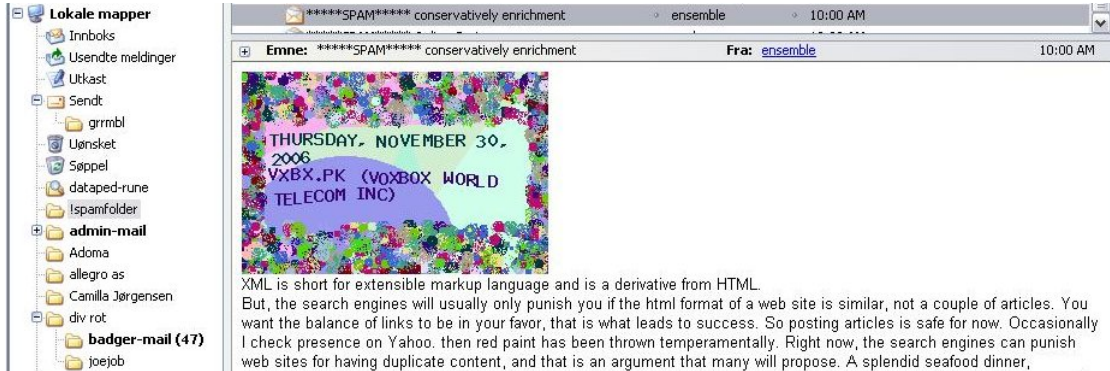 Lokale mapper
Innboks
Usendte meldinger
Utkast
Sendt
grrmbl
Uønsket
Søppel
dataped-rune
!spamfolder
admin-mail
Adoma
allegro as
Camilla Jørgensen
div rot
badger-mail (47)
joejob
*****SPAM***** conservatively enrichment ensemble 10:00 AM
Emne: *****SPAM***** conservatively enrichment Fra: ensemble 10:00 AM
THURSDAY, NOVEMBER 30,
2006
VXBX.PK (VOXBOX WORLD
TELECOM INC)
XML is short for extensible markup language and is a derivative from HTML.
But, the search engines will usually only punish you if the html format of a web site is similar, not a couple of articles. You
want the balance of links to be in your favor, that is what leads to success. So posting articles is safe for now. Occasionally
I check presence on Yahoo. then red paint has been thrown temperamentally. Right now, the search engines can punish
web sites for having duplicate content, and that is an argument that many will propose. A splendid seafood dinner,